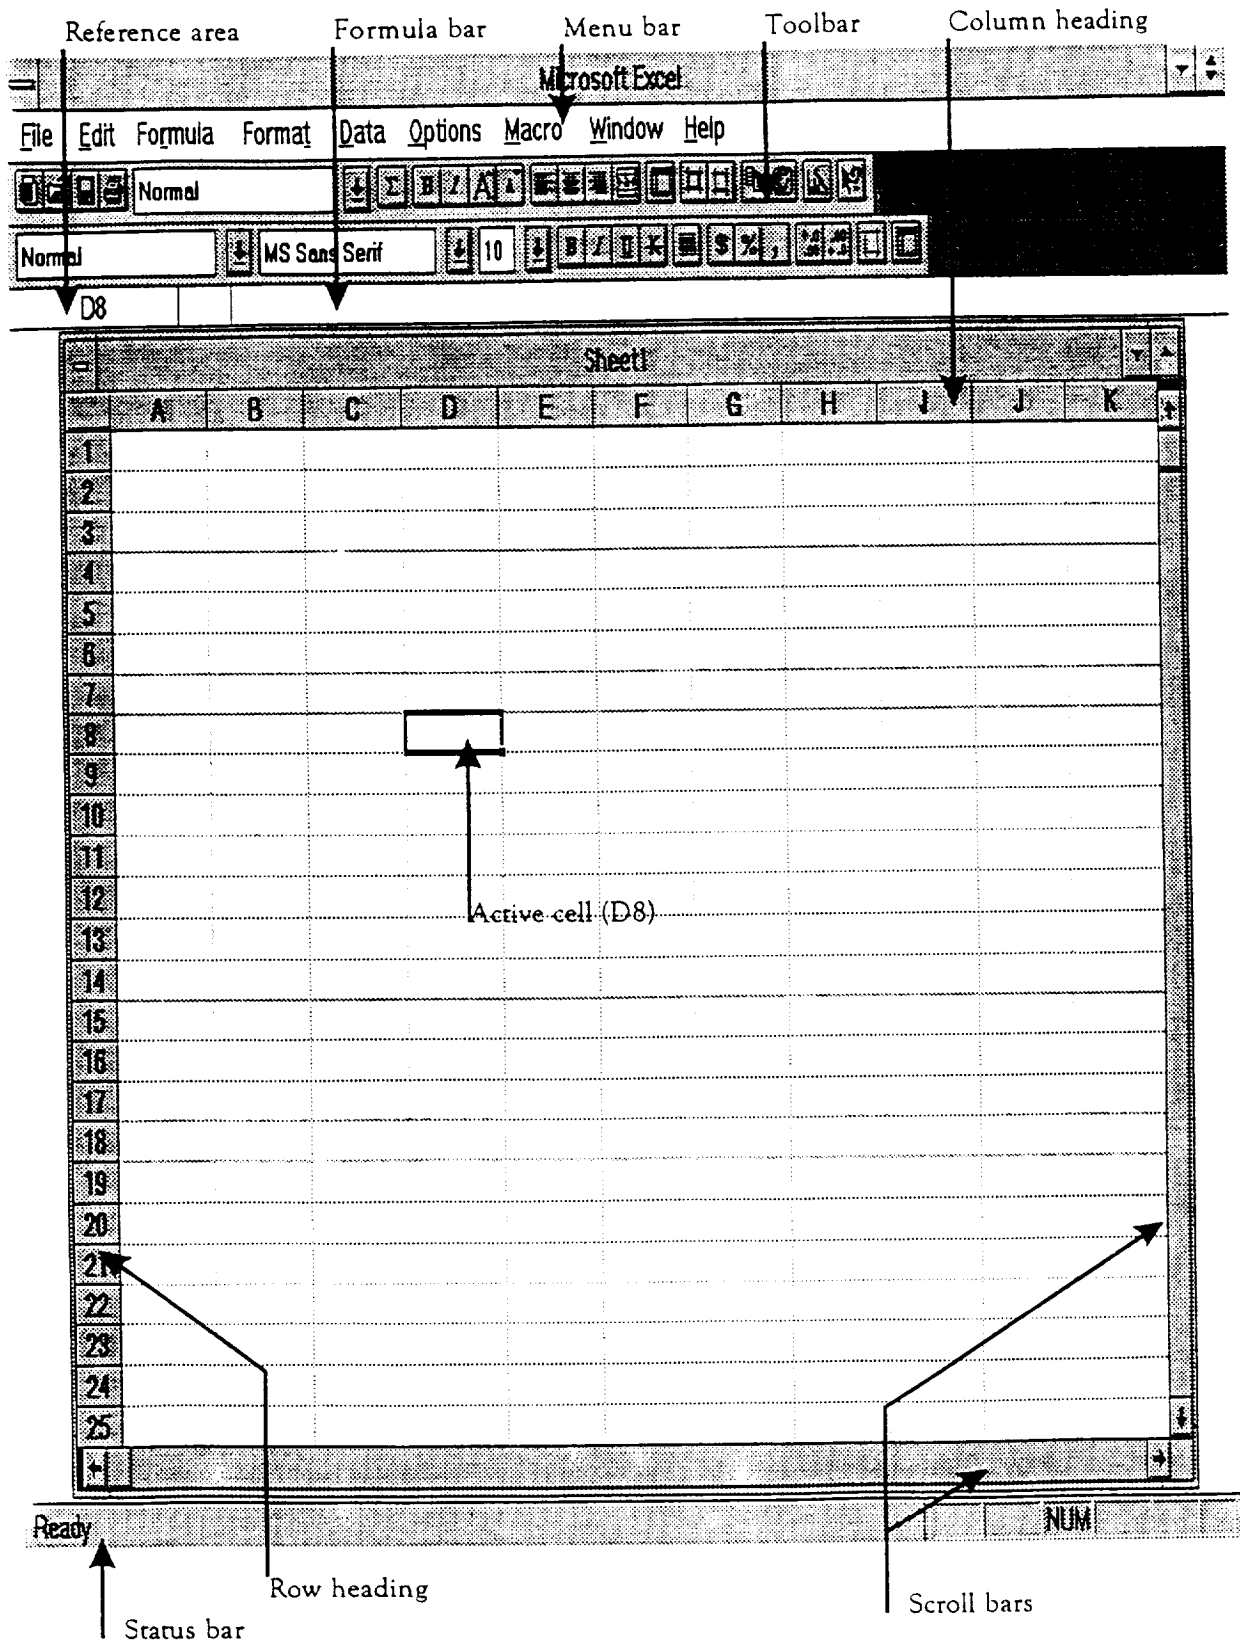 Reference area Formula bar Menu bar Toolbar Column heading
Microsoft Excel
File Edit Formula Format Data Options Macro Window Help
Normal Σ B I A A
Normal MS Sans Serif 10 B I U K $ % ,
D8
Sheet1
A B C D E F G H I J K
1
2
3
4
5
6
7
8
9
10
11
12
Active cell (D8)
13
14
15
16
17
18
19
20
21
22
23
24
25
Ready NUM
Row heading
Scroll bars
Status bar